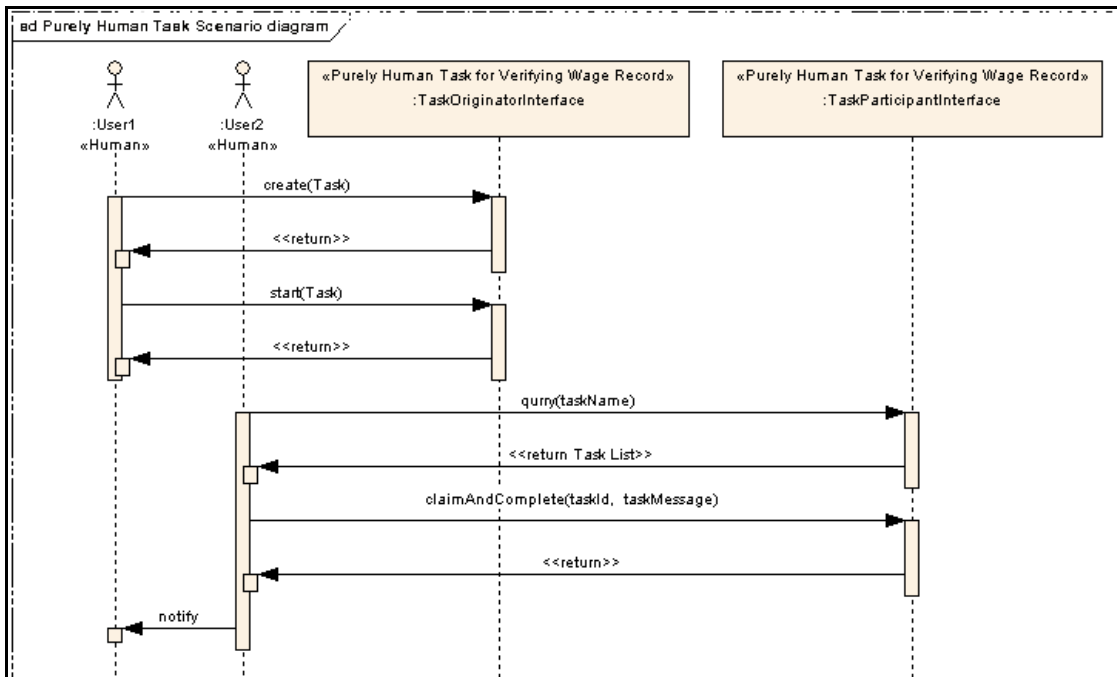 sd Purely Human Task Scenario diagram
«Purely Human Task for Verifying Wage Record»
:TaskOriginatorInterface
«Purely Human Task for Verifying Wage Record»
:TaskParticipantInterface
:User1
«Human»
:User2
«Human»
create(Task)
<<return>>
start(Task)
<<return>>
qurry(taskName)
<<return Task List>>
claimAndComplete(taskId, taskMessage)
<<return>>
notify